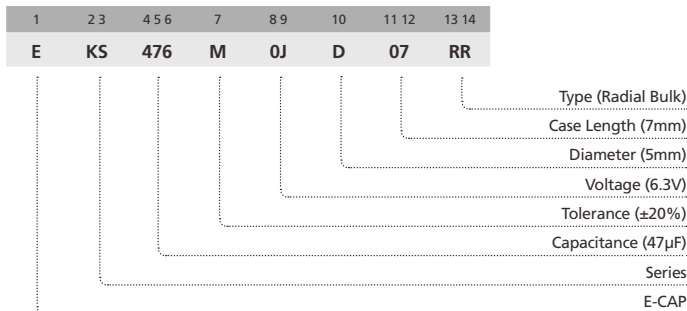 1 2 3 4 5 6 7 8 9 10 11 12 13 14
E KS 476 M 0J D 07 RR
Type (Radial Bulk)
Case Length (7mm)
Diameter (5mm)
Voltage (6.3V)
Tolerance (±20%)
Capacitance (47µF)
Series
E-CAP